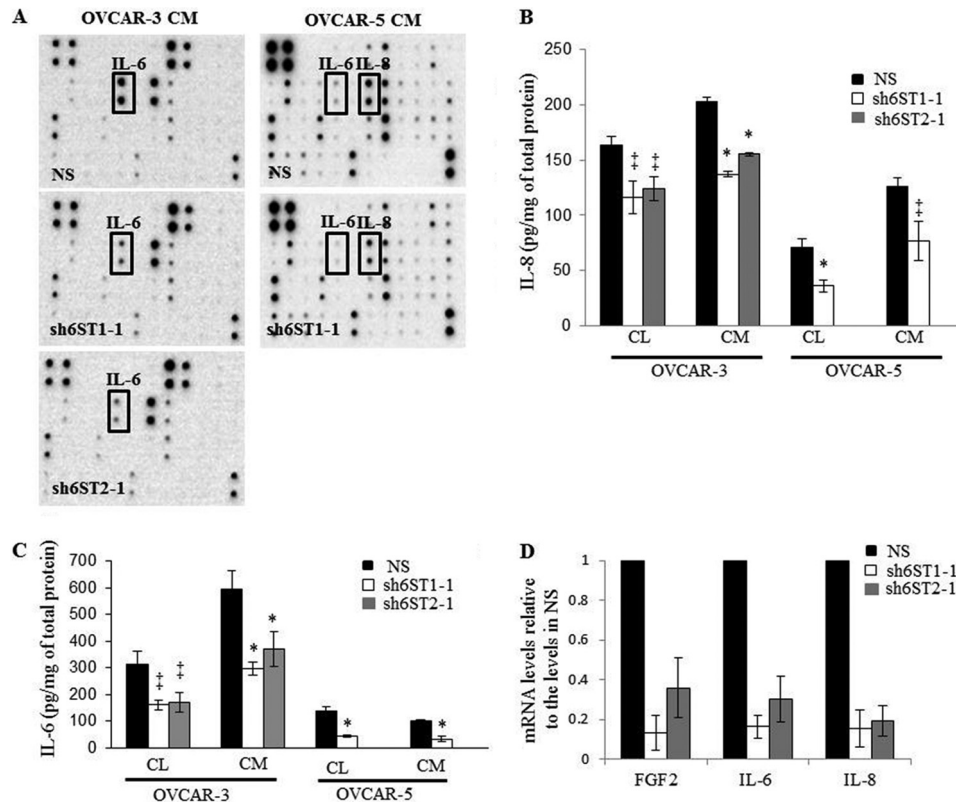 A
OVCAR-3 CM
OVCAR-5 CM
IL-6
IL-6 IL-8
NS
NS
IL-6
IL-6 IL-8
sh6ST1-1
sh6ST1-1
IL-6
sh6ST2-1
B
IL-8 (pg/mg of total protein)
250
200
150
100
50
0
NS
sh6ST1-1
sh6ST2-1
‡ ‡ * * * ‡
CL CM CL CM
OVCAR-3 OVCAR-5
C
IL-6 (pg/mg of total protein)
700
600
500
400
300
200
100
0
NS
sh6ST1-1
sh6ST2-1
‡ ‡ * * * *
CL CM CL CM
OVCAR-3 OVCAR-5
D
mRNA levels relative
to the levels in NS
1
0.8
0.6
0.4
0.2
0
NS
sh6ST1-1
sh6ST2-1
FGF2 IL-6 IL-8